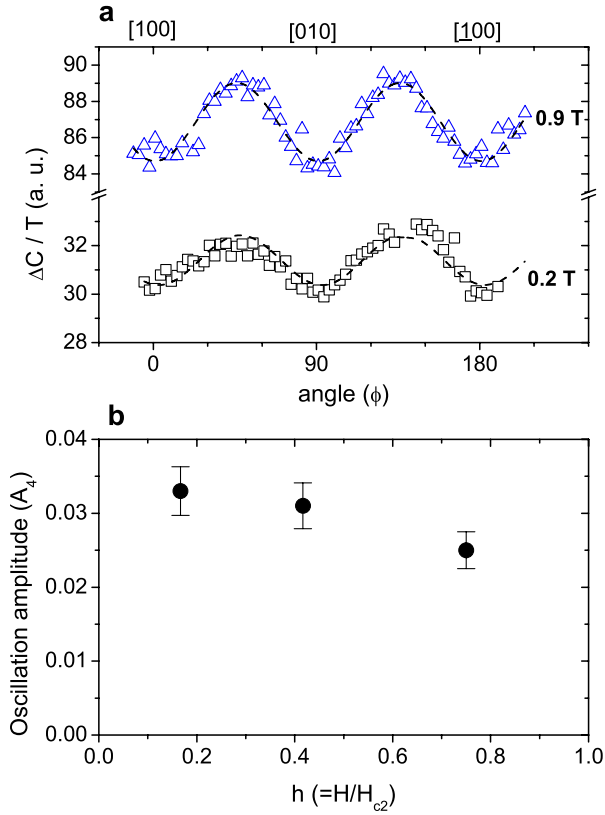 a
[100] [010] [100]
90
88
86
84
32
30
28
ΔC / T (a. u.)
0.9 T
0.2 T
0 90 180
angle (ϕ)
b
0.04
0.03
0.02
0.01
0.00
Oscillation amplitude (A4)
0.0 0.2 0.4 0.6 0.8 1.0
h (=H/Hc2)